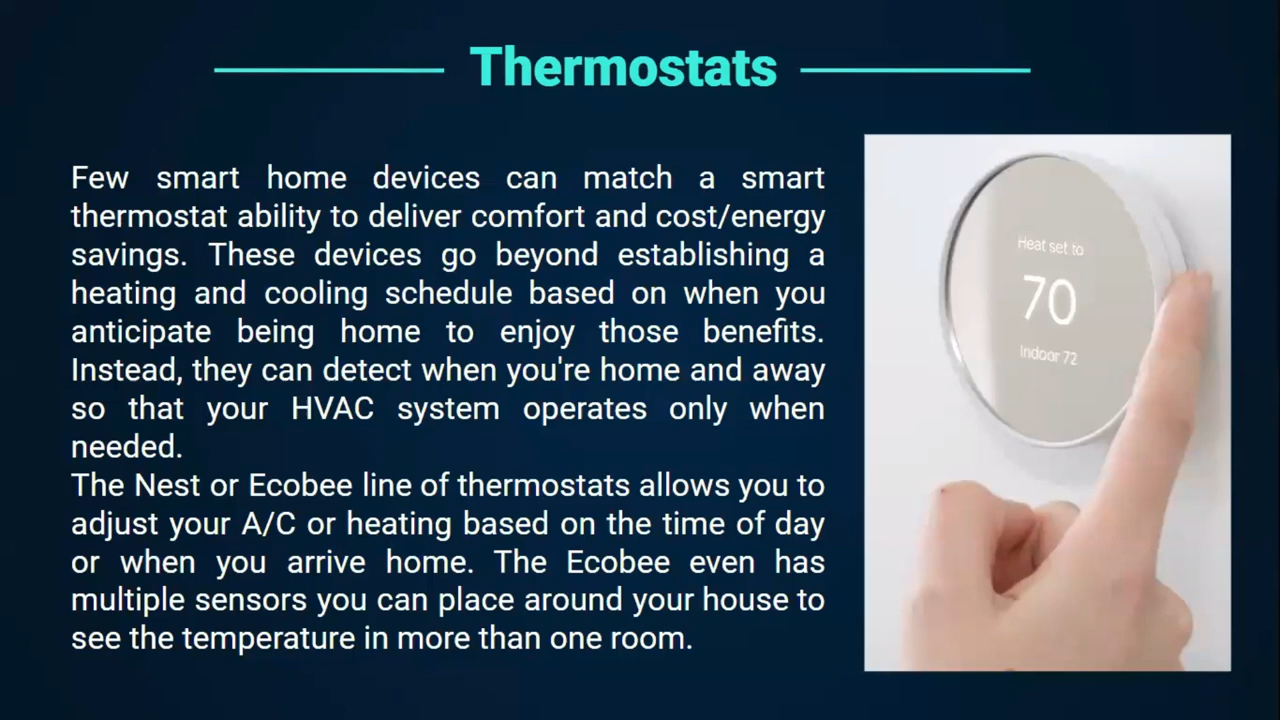 Thermostats
Few smart home devices can match a smart
thermostat ability to deliver comfort and cost/energy
savings. These devices go beyond establishing a
heating and cooling schedule based on when you
anticipate being home to enjoy those benefits.
Instead, they can detect when you're home and away
so that your HVAC system operates only when
needed.
The Nest or Ecobee line of thermostats allows you to
adjust your A/C or heating based on the time of day
or when you arrive home. The Ecobee even has
multiple sensors you can place around your house to
see the temperature in more than one room.
Heat set to
70
Indoor 72